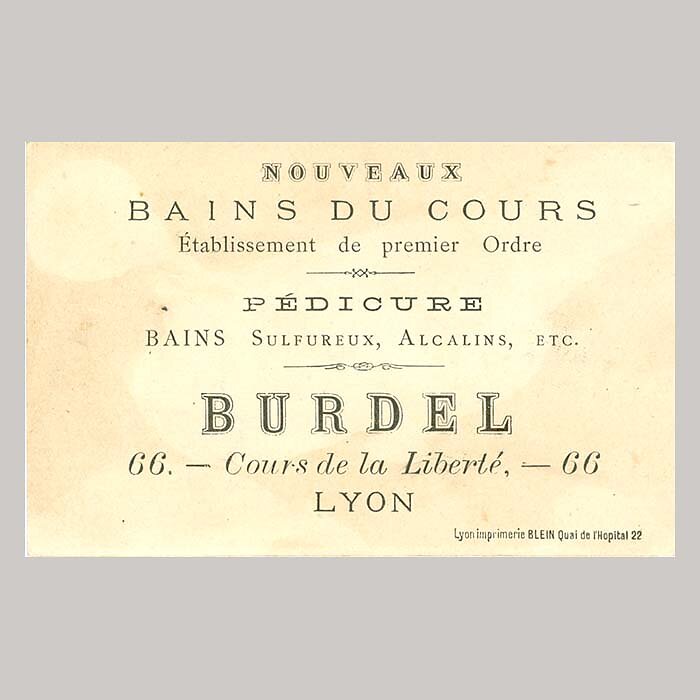 NOUVEAUX
BAINS DU COURS
Établissement de premier Ordre
PÉDICURE
BAINS SULFUREUX, ALCALINS, ETC.
BURDEL
66. — Cours de la Liberté, — 66
LYON
Lyon imprimerie BLEIN Quai de l'Hopital 22